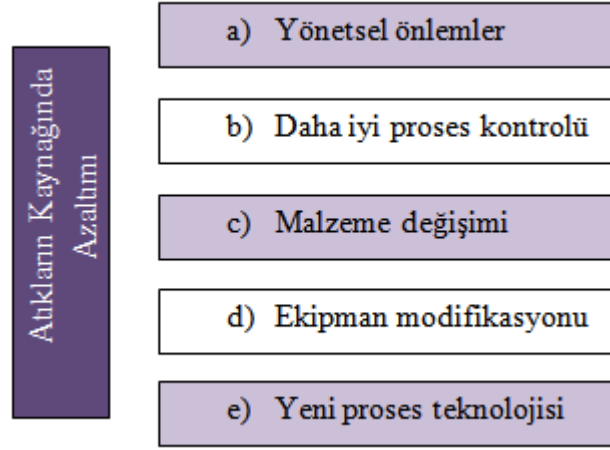 Atıkların Kaynağında
Azaltımı
a) Yönetsel önlemler
b) Daha iyi proses kontrolü
c) Malzeme değişimi
d) Ekipman modifikasyonu
e) Yeni proses teknolojisi